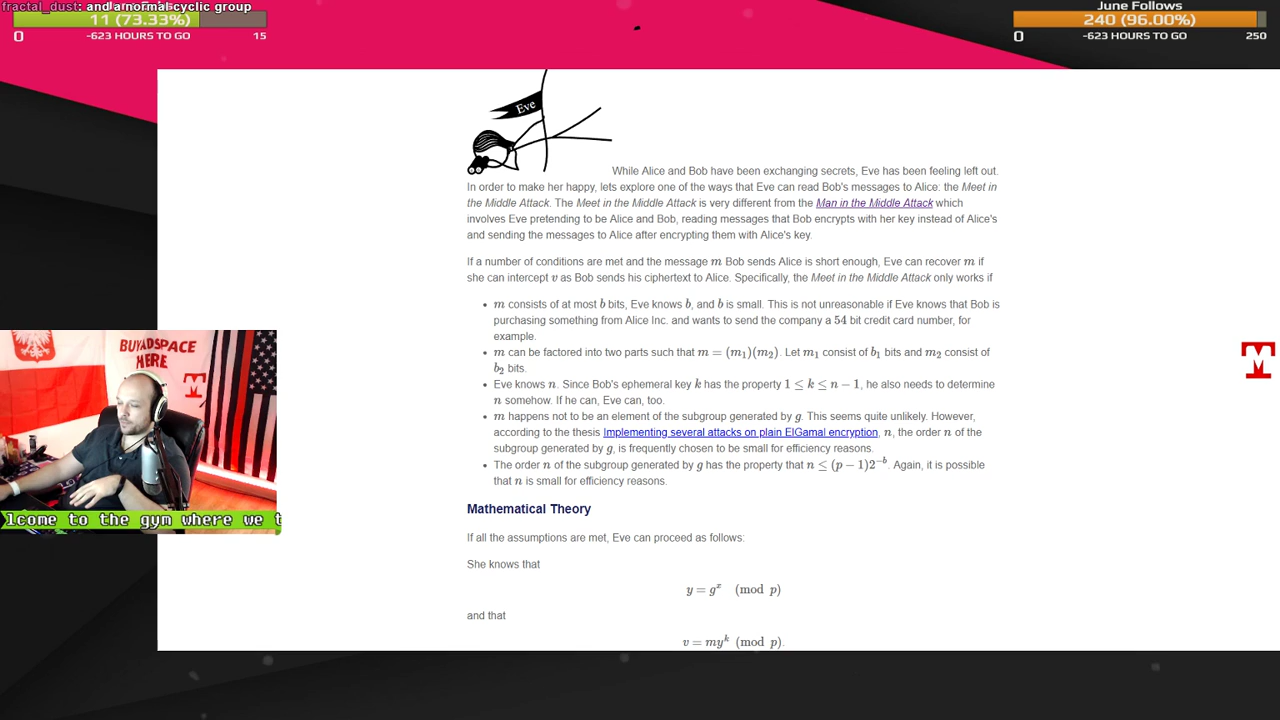 fractal_dust: and a normal cyclic group
11 (73.33%)
0 -623 HOURS TO GO 15
June Follows
240 (96.00%)
0 -623 HOURS TO GO 250
Eve
While Alice and Bob have been exchanging secrets, Eve has been feeling left out.
In order to make her happy, lets explore one of the ways that Eve can read Bob's messages to Alice: the Meet in
the Middle Attack. The Meet in the Middle Attack is very different from the Man in the Middle Attack which
involves Eve pretending to be Alice and Bob, reading messages that Bob encrypts with her key instead of Alice's
and sending the messages to Alice after encrypting them with Alice's key.
If a number of conditions are met and the message m Bob sends Alice is short enough, Eve can recover m if
she can intercept v as Bob sends his ciphertext to Alice. Specifically, the Meet in the Middle Attack only works if
• m consists of at most b bits, Eve knows b, and b is small. This is not unreasonable if Eve knows that Bob is
purchasing something from Alice Inc. and wants to send the company a 54 bit credit card number, for
example.
• m can be factored into two parts such that m = (m₁)(m₂). Let m₁ consist of b₁ bits and m₂ consist of
b₂ bits.
• Eve knows n. Since Bob's ephemeral key k has the property 1 ≤ k ≤ n − 1, he also needs to determine
n somehow. If he can, Eve can, too.
• m happens not to be an element of the subgroup generated by g. This seems quite unlikely. However,
according to the thesis Implementing several attacks on plain ElGamal encryption, n, the order n of the
subgroup generated by g, is frequently chosen to be small for efficiency reasons.
• The order n of the subgroup generated by g has the property that n ≤ (p − 1)2⁻ᵇ. Again, it is possible
that n is small for efficiency reasons.
Mathematical Theory
If all the assumptions are met, Eve can proceed as follows:
She knows that
y = gˣ (mod p)
and that
v = myᵏ (mod p).
BUY ADSPACE
HERE
lcome to the gym where we t